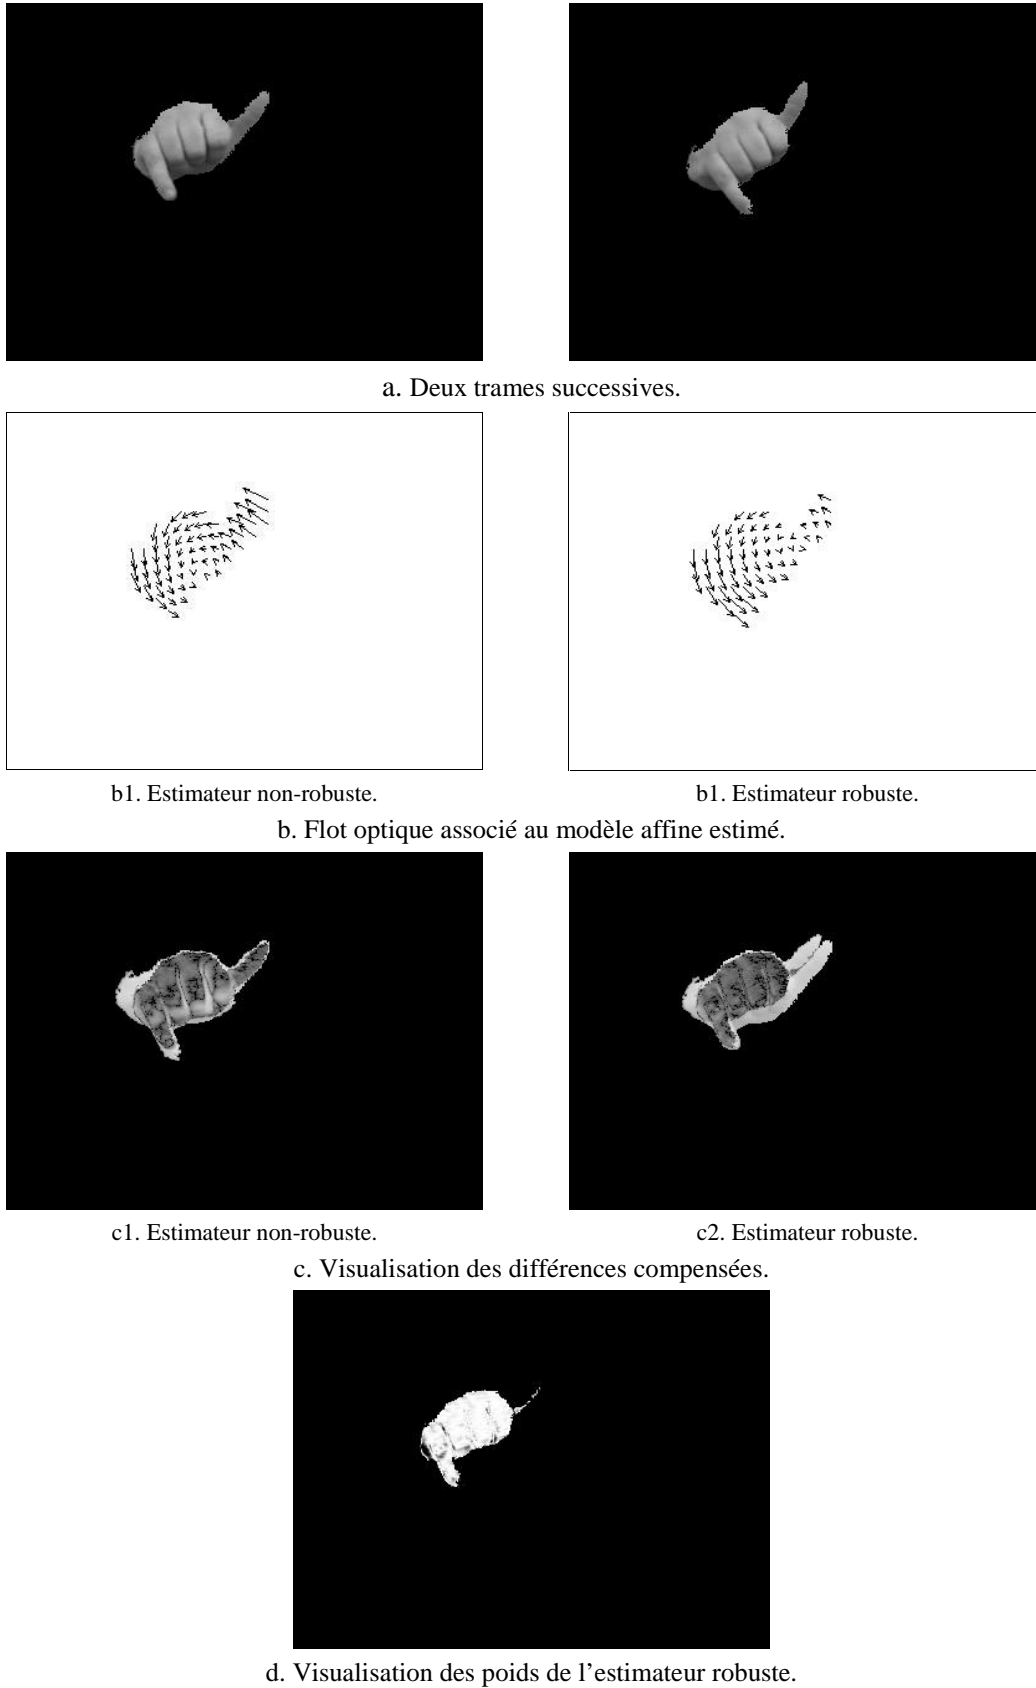 a. Deux trames successives.
b1. Estimateur non-robuste.
b1. Estimateur robuste.
b. Flot optique associé au modèle affine estimé.
c1. Estimateur non-robuste.
c2. Estimateur robuste.
c. Visualisation des différences compensées.
d. Visualisation des poids de l'estimateur robuste.